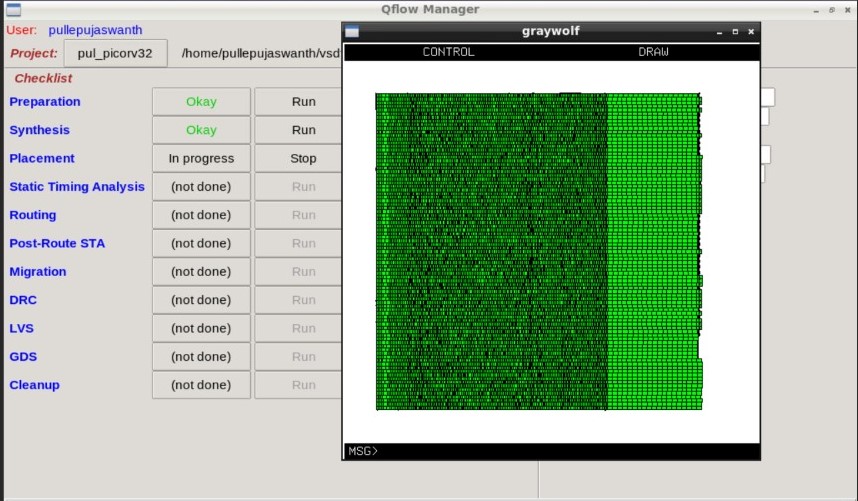 Qflow Manager
User: pullepujaswanth
Project: pul_picorv32 /home/pullepujaswanth/vsdf
Checklist
Preparation Okay Run
Synthesis Okay Run
Placement In progress Stop
Static Timing Analysis (not done) Run
Routing (not done) Run
Post-Route STA (not done) Run
Migration (not done) Run
DRC (not done) Run
LVS (not done) Run
GDS (not done) Run
Cleanup (not done) Run
graywolf
CONTROL DRAW
MSG>